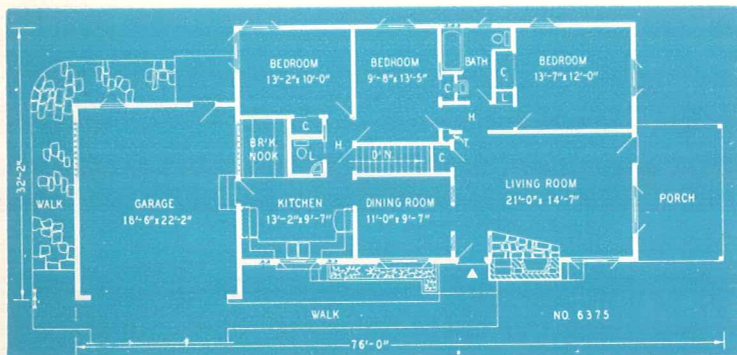 BEDROOM
13'-2" x 10'-0"
BEDROOM
9'-8" x 13'-5"
BATH
BEDROOM
13'-7" x 12'-0"
C
C
L
C
H.
H.
T.
BR'K.
NOOK
L
D'N.
C
32'-2"
WALK
GARAGE
16'-6" x 22'-2"
KITCHEN
13'-2" x 9'-7"
DINING ROOM
11'-0" x 9'-7"
LIVING ROOM
21'-0" x 14'-7"
PORCH
WALK
NO. 6375
76'-0"